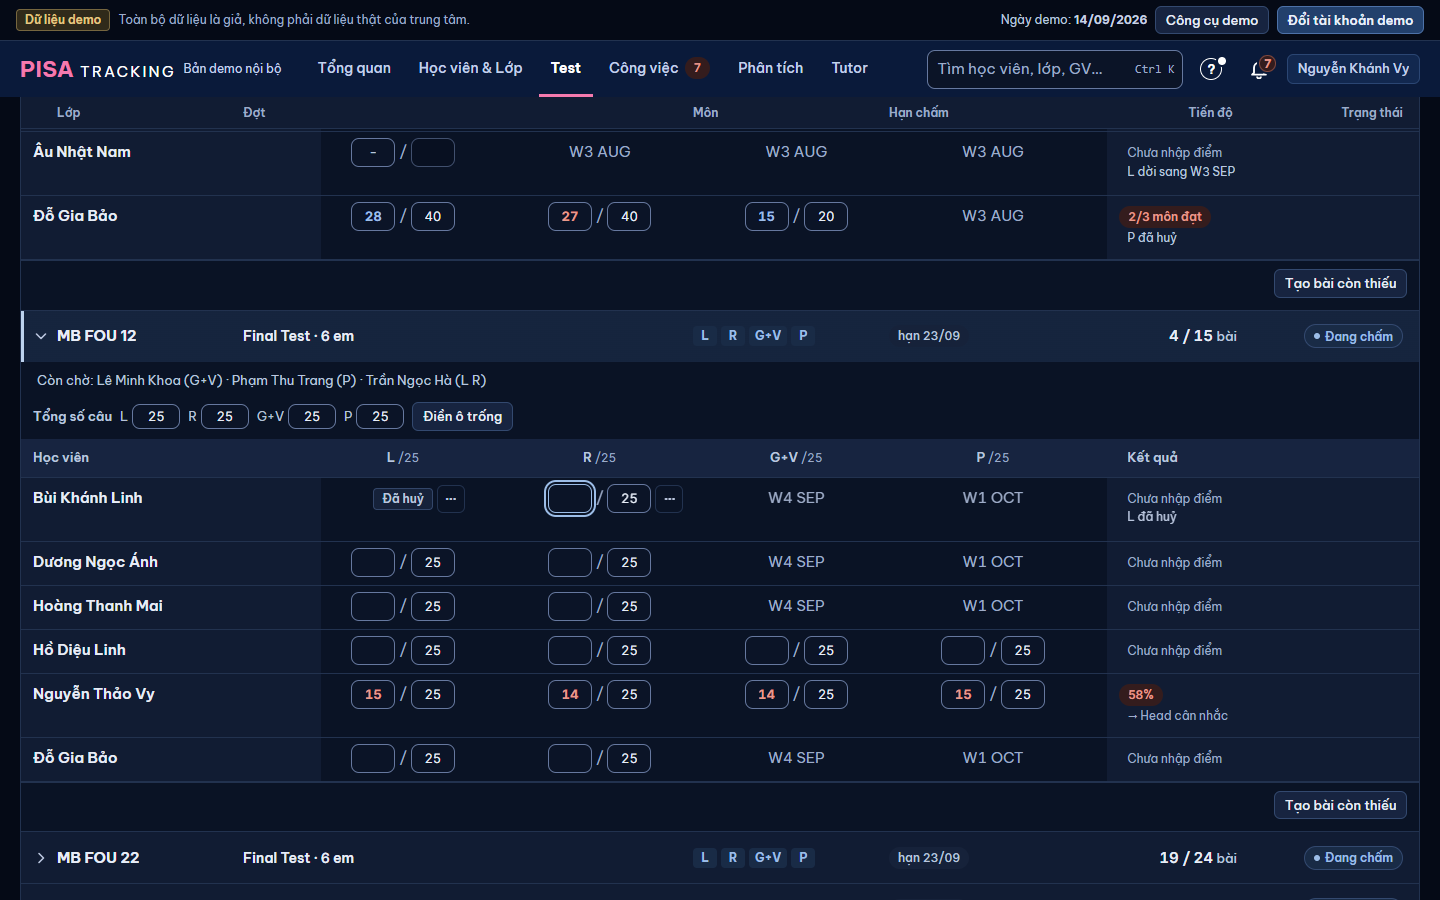 Dữ liệu demo Toàn bộ dữ liệu là giả, không phải dữ liệu thật của trung tâm. Ngày demo: 14/09/2026 Công cụ demo Đổi tài khoản demo
PISA TRACKING Bản demo nội bộ Tổng quan Học viên & Lớp Test Công việc 7 Phân tích Tutor Tìm học viên, lớp, GV... Ctrl K ? 7 Nguyễn Khánh Vy
Lớp Đợt Môn Hạn chấm Tiến độ Trạng thái
Âu Nhật Nam - / W3 AUG W3 AUG W3 AUG Chưa nhập điểm
L dời sang W3 SEP
Đỗ Gia Bảo 28 / 40 27 / 40 15 / 20 W3 AUG 2/3 môn đạt
P đã huỷ
Tạo bài còn thiếu
MB FOU 12 Final Test · 6 em L R G+V P hạn 23/09 4 / 15 bài Đang chấm
Còn chờ: Lê Minh Khoa (G+V) · Phạm Thu Trang (P) · Trần Ngọc Hà (L R)
Tổng số câu L 25 R 25 G+V 25 P 25 Điền ô trống
Học viên L /25 R /25 G+V /25 P /25 Kết quả
Bùi Khánh Linh Đã huỷ ··· / 25 ··· W4 SEP W1 OCT Chưa nhập điểm
L đã huỷ
Dương Ngọc Ánh / 25 / 25 W4 SEP W1 OCT Chưa nhập điểm
Hoàng Thanh Mai / 25 / 25 W4 SEP W1 OCT Chưa nhập điểm
Hồ Diệu Linh / 25 / 25 / 25 / 25 Chưa nhập điểm
Nguyễn Thảo Vy 15 / 25 14 / 25 14 / 25 15 / 25 58%
→ Head cân nhắc
Đỗ Gia Bảo / 25 / 25 W4 SEP W1 OCT Chưa nhập điểm
Tạo bài còn thiếu
MB FOU 22 Final Test · 6 em L R G+V P hạn 23/09 19 / 24 bài Đang chấm